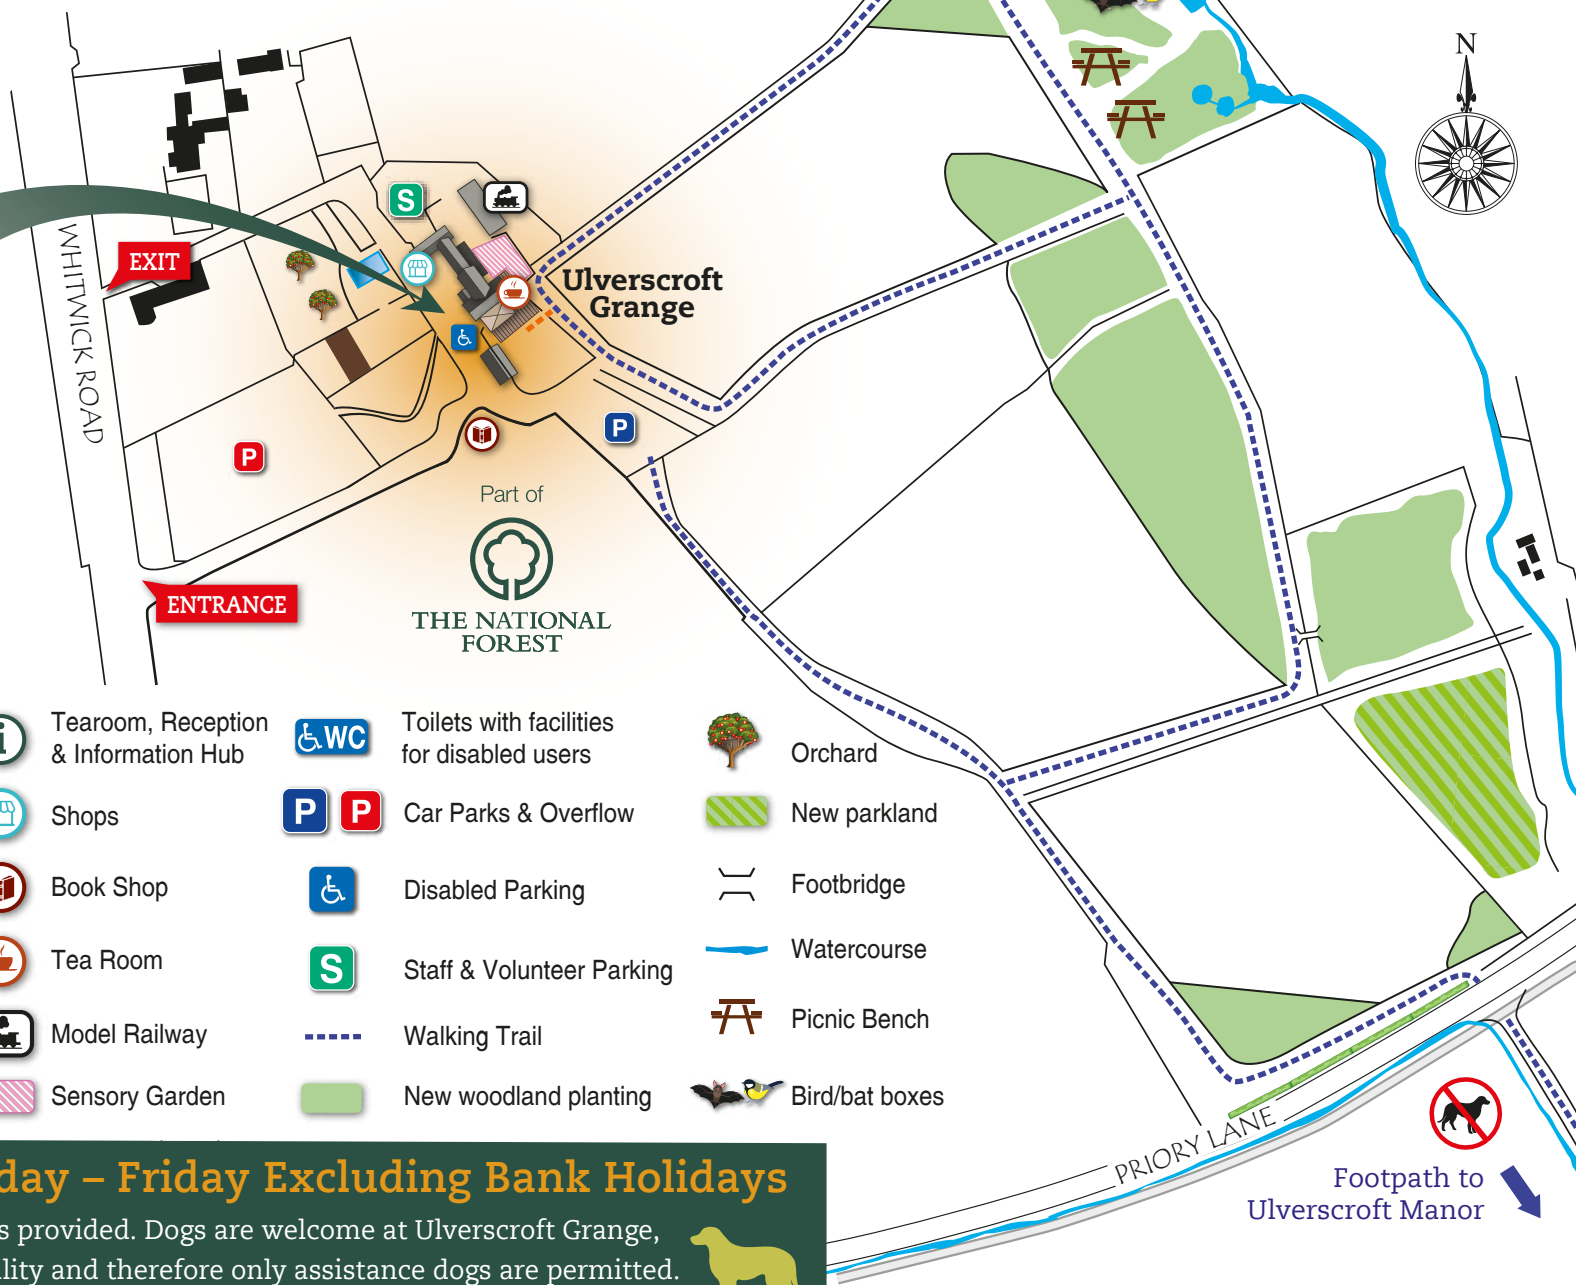 N
S
WHITWICK ROAD
EXIT
Ulverscroft
Grange
P
P
Part of
THE NATIONAL
FOREST
ENTRANCE
i
Tearoom, Reception
& Information Hub
WC
Toilets with facilities
for disabled users
Orchard
Shops
P P
Car Parks & Overflow
New parkland
Book Shop
Disabled Parking
Footbridge
Watercourse
Tea Room
S
Staff & Volunteer Parking
Picnic Bench
Model Railway
Walking Trail
Sensory Garden
New woodland planting
Bird/bat boxes
PRIORY LANE
Footpath to
Ulverscroft Manor
day – Friday Excluding Bank Holidays
s provided. Dogs are welcome at Ulverscroft Grange,
lity and therefore only assistance dogs are permitted.